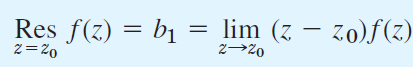 Res f(z) = b₁ = lim (z − z₀)f(z)
z=z₀ z→z₀